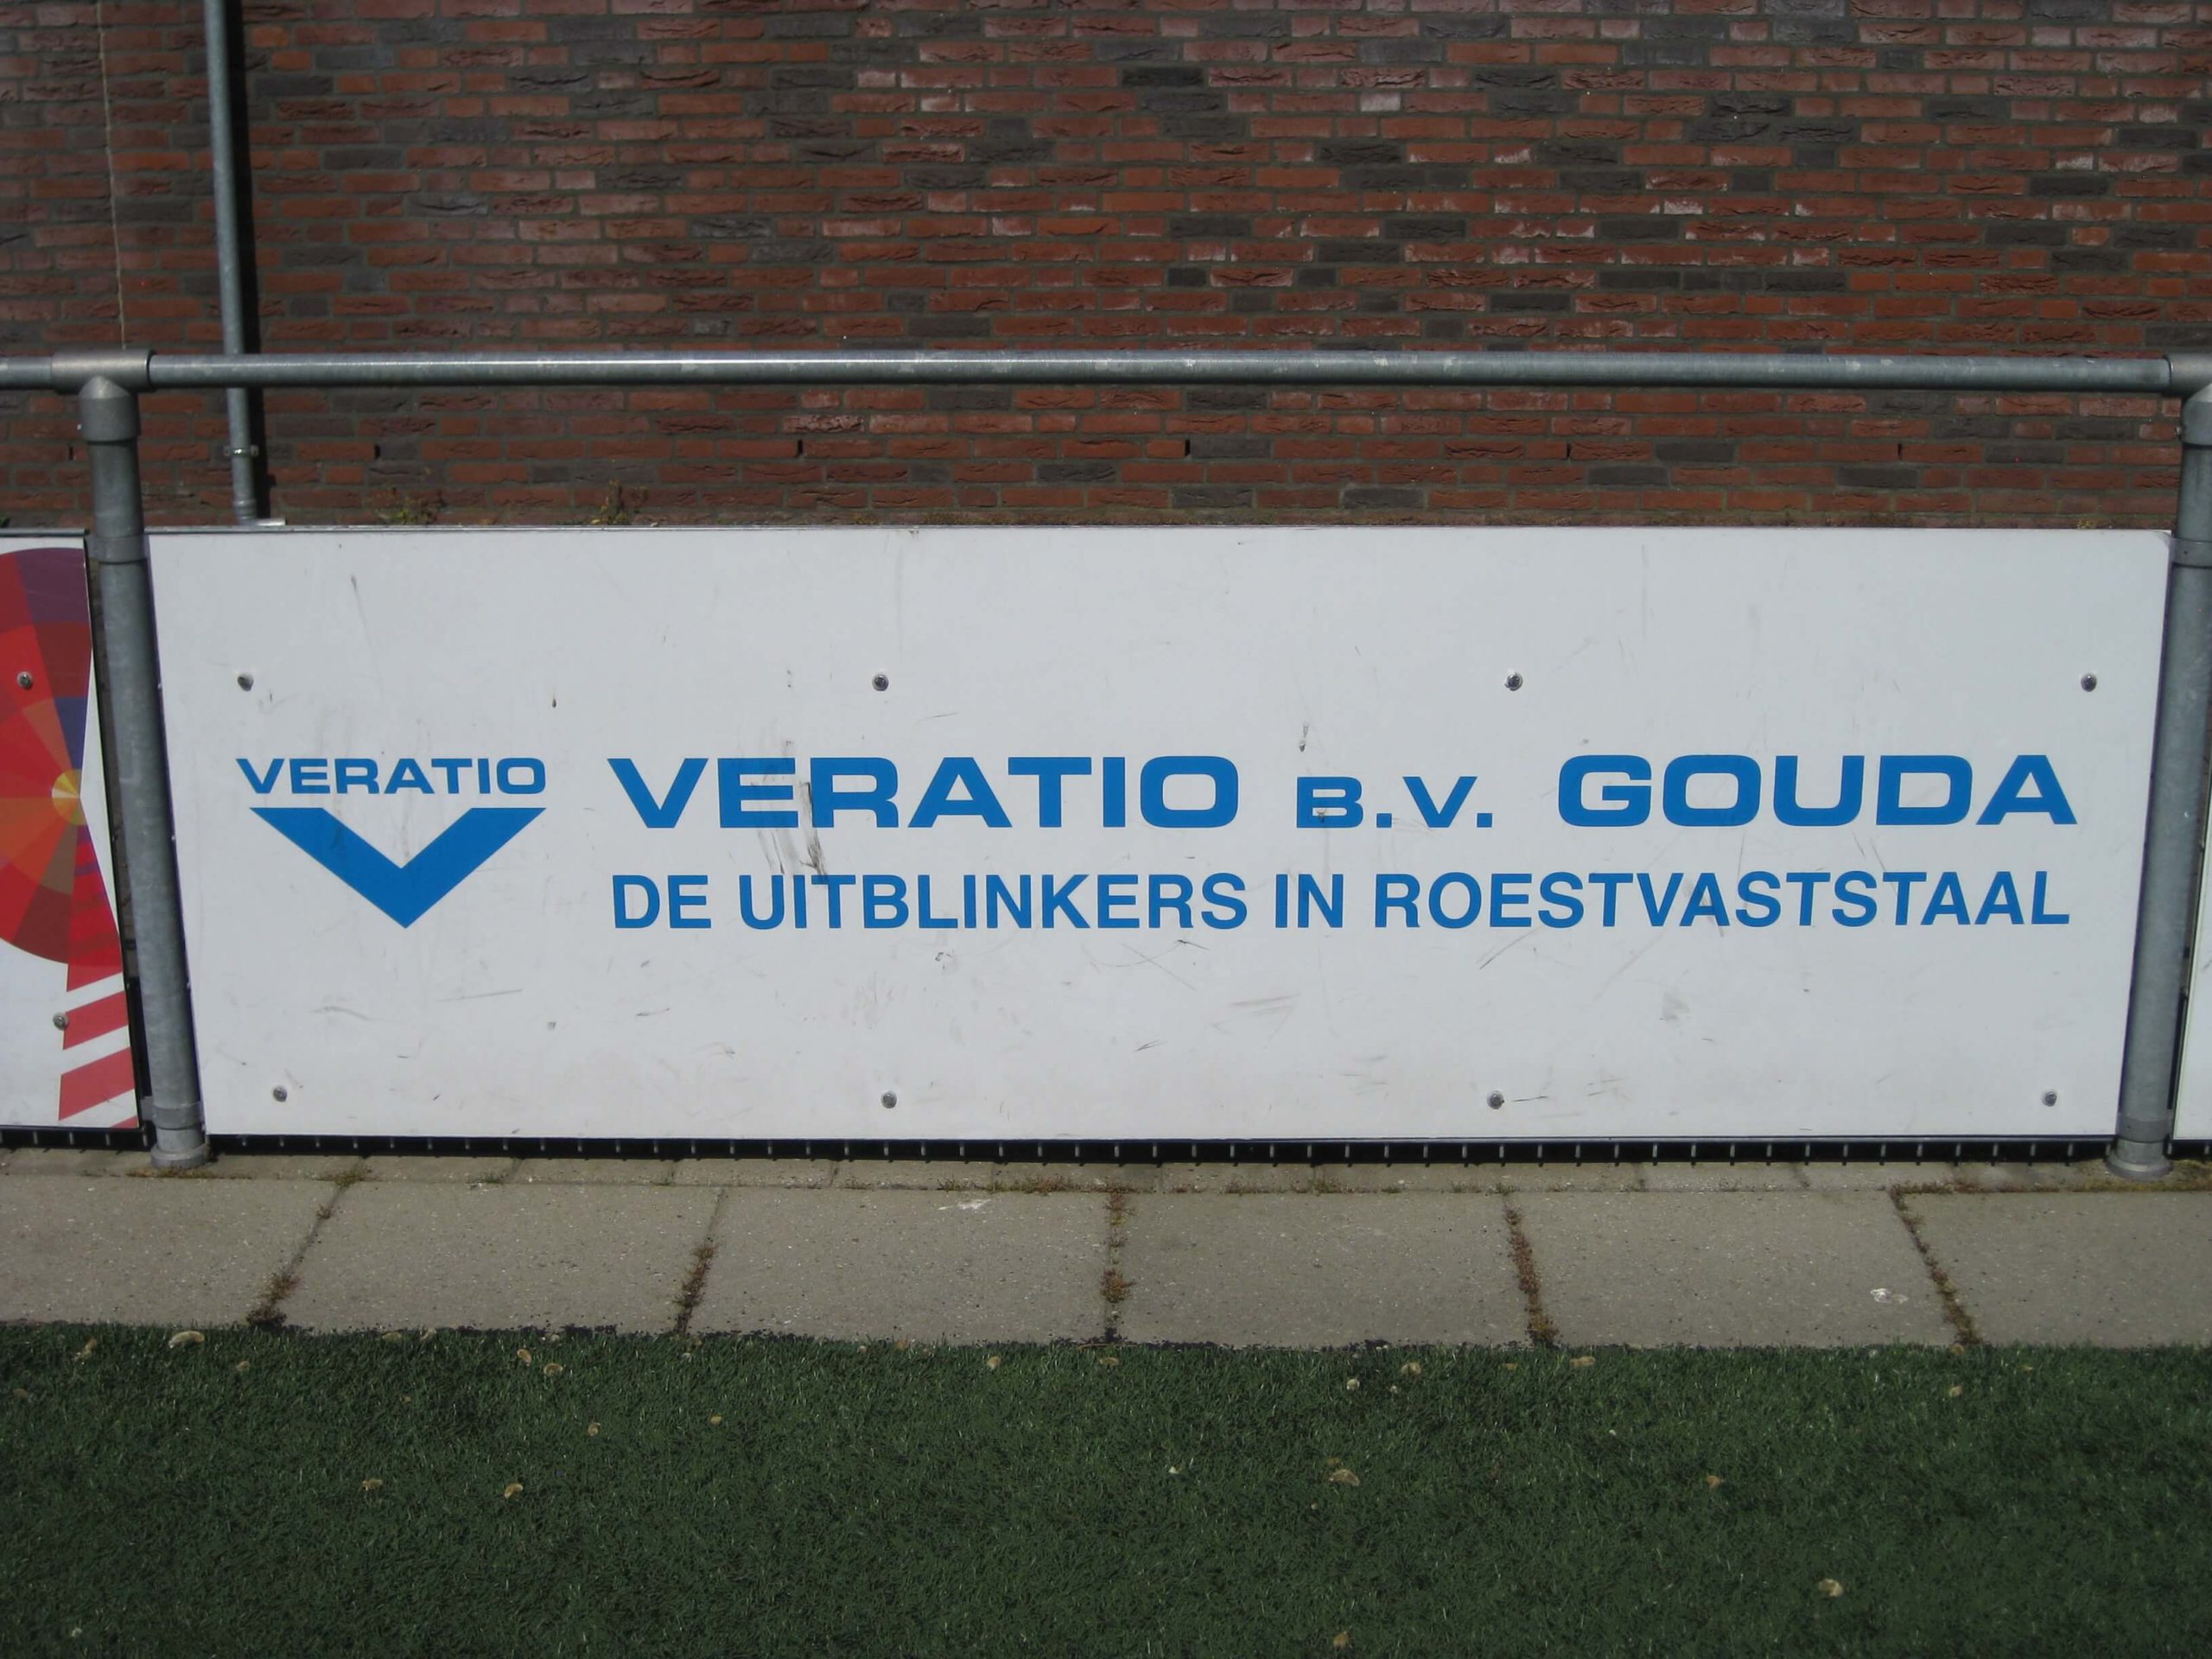 VERATIO
VERATIO B.V. GOUDA
DE UITBLINKERS IN ROESTVASTSTAAL